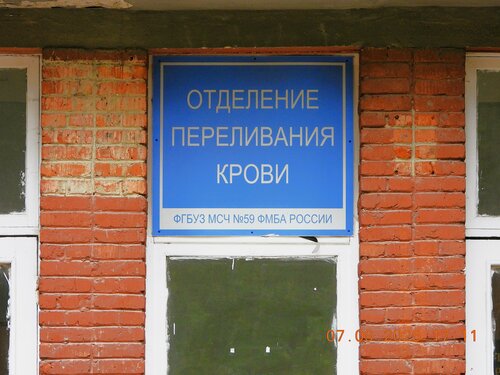 ОТДЕЛЕНИЕ
ПЕРЕЛИВАНИЯ
КРОВИ
ФГБУЗ МСЧ №59 ФМБА РОССИИ